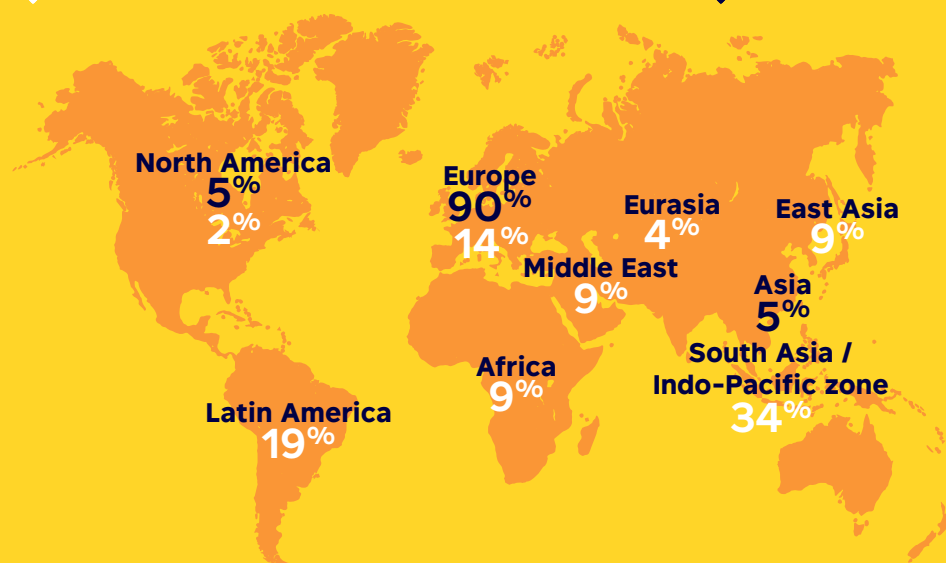 North America
5%
2%
Europe
90%
14%
Eurasia
4%
East Asia
9%
Middle East
9%
Asia
5%
South Asia /
Indo-Pacific zone
34%
Africa
9%
Latin America
19%